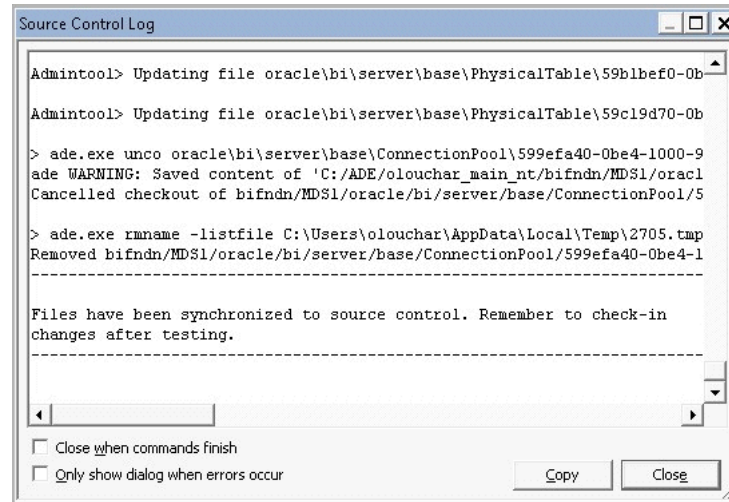 Source Control Log
Admintool> Updating file oracle\bi\server\base\PhysicalTable\59b1bef0-0b
Admintool> Updating file oracle\bi\server\base\PhysicalTable\59c19d70-0b
> ade.exe unco oracle\bi\server\base\ConnectionPool\599efa40-0be4-1000-9
ade WARNING: Saved content of 'C:/ADE/olouchar_main_nt/bifndn/MDS1/oracl
Cancelled checkout of bifndn/MDS1/oracle/bi/server/base/ConnectionPool/5
> ade.exe rmname -listfile C:\Users\olouchar\AppData\Local\Temp\2705.tmp
Removed bifndn/MDS1/oracle/bi/server/base/ConnectionPool/599efa40-0be4-1
------------------------------------------------------------------------
Files have been synchronized to source control. Remember to check-in
changes after testing.
------------------------------------------------------------------------
Close when commands finish
Only show dialog when errors occur
Copy
Close